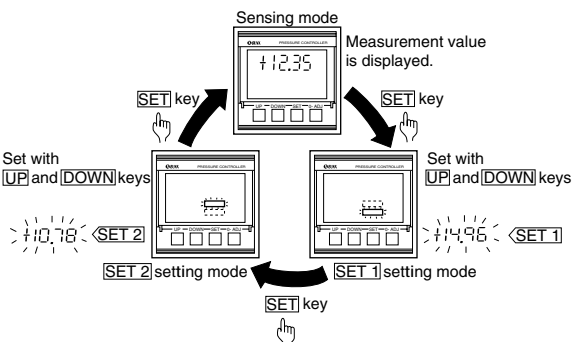 Sensing mode
PRESSURE CONTROLLER
+12.35
UP DOWN SET 0- ADJ
Measurement value
is displayed.
SET key
SET key
Set with
UP and DOWN keys
PRESSURE CONTROLLER
UP DOWN SET 0- ADJ
+10.78
SET 2
SET 2 setting mode
PRESSURE CONTROLLER
UP DOWN SET 0- ADJ
Set with
UP and DOWN keys
+14.96
SET 1
SET 1 setting mode
SET key